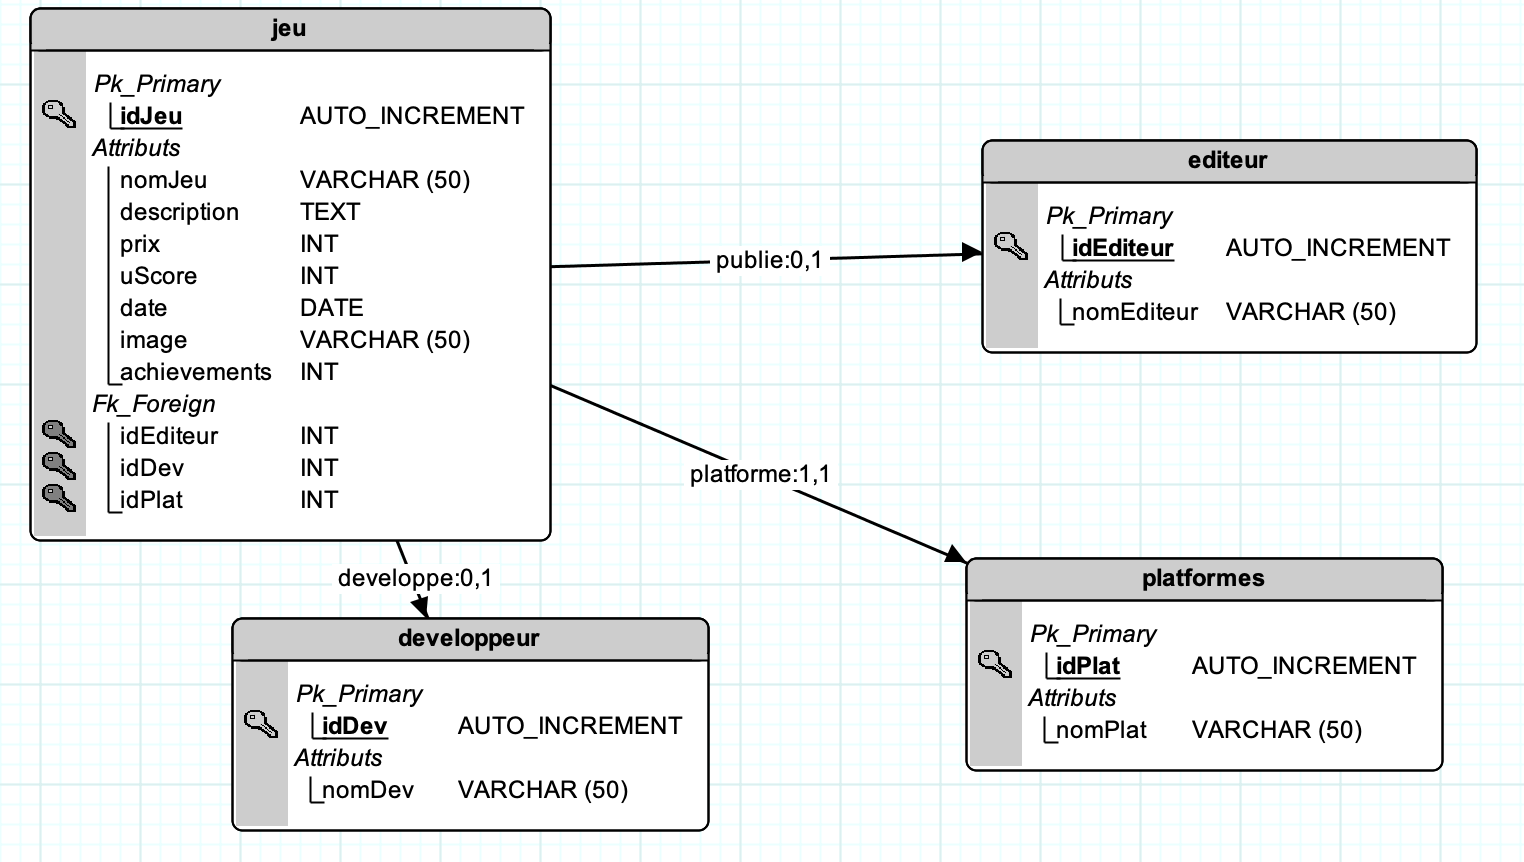 jeu
Pk_Primary
idJeu AUTO_INCREMENT
Attributs
nomJeu VARCHAR (50)
description TEXT
prix INT
uScore INT
date DATE
image VARCHAR (50)
achievements INT
Fk_Foreign
idEditeur INT
idDev INT
idPlat INT
publie:0,1
editeur
Pk_Primary
idEditeur AUTO_INCREMENT
Attributs
nomEditeur VARCHAR (50)
platforme:1,1
developpe:0,1
developpeur
Pk_Primary
idDev AUTO_INCREMENT
Attributs
nomDev VARCHAR (50)
platformes
Pk_Primary
idPlat AUTO_INCREMENT
Attributs
nomPlat VARCHAR (50)